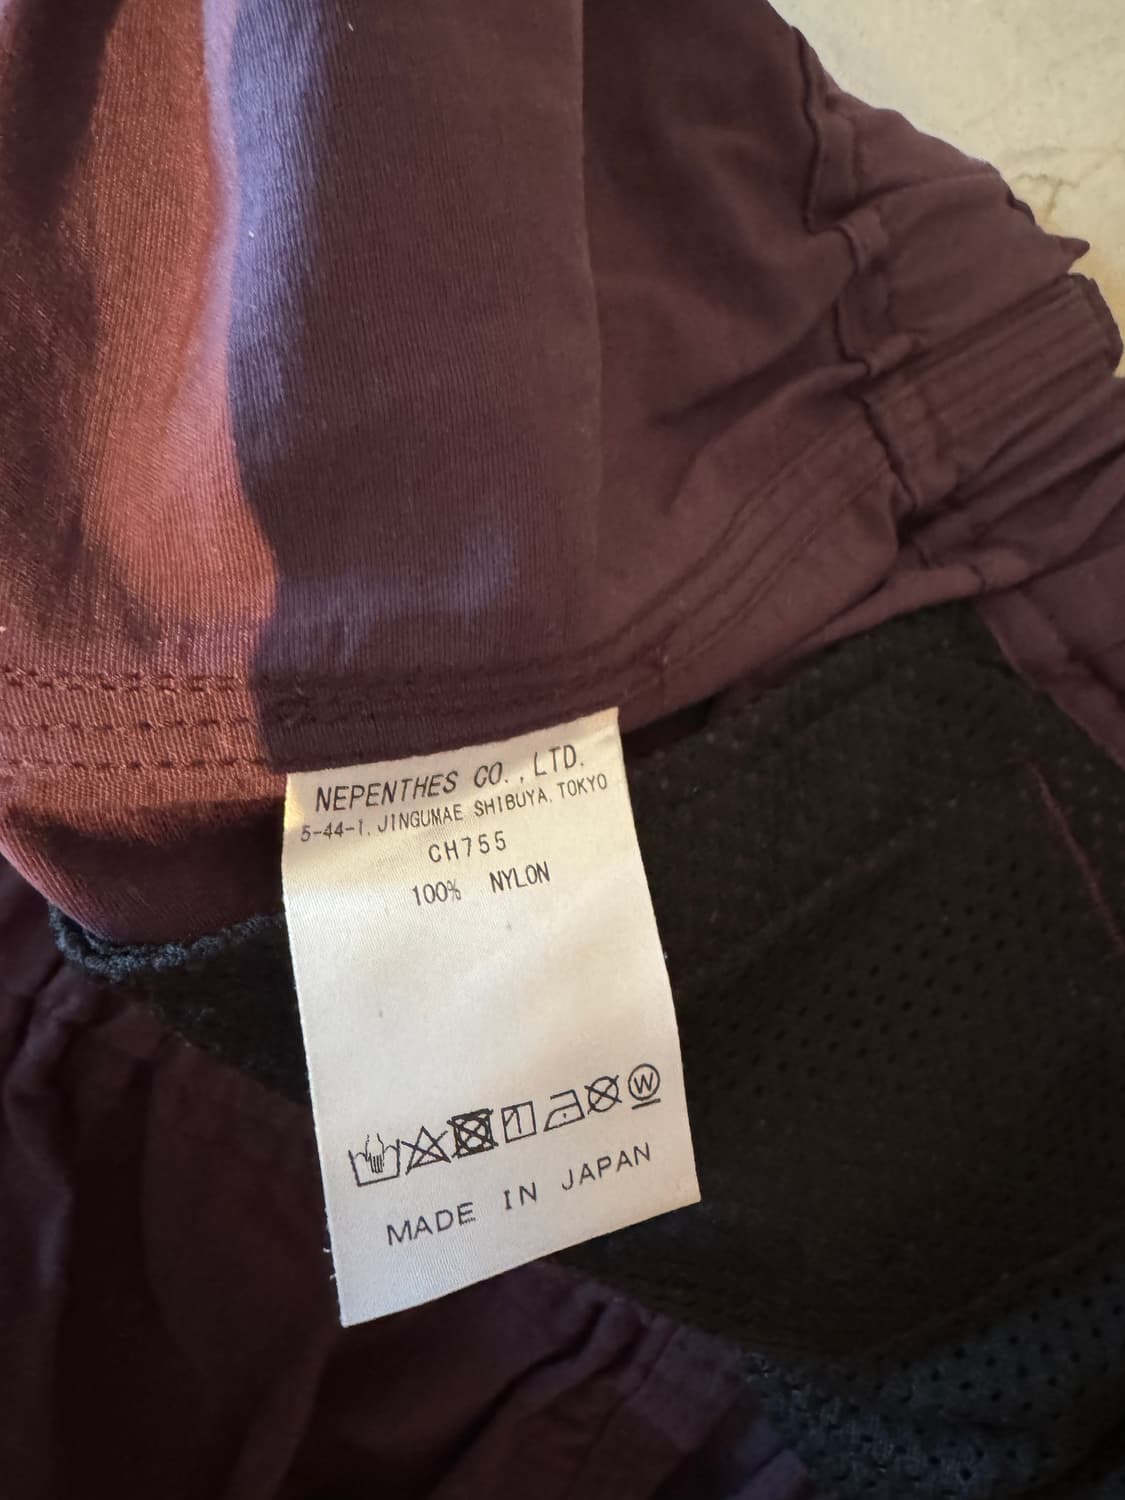 NEPENTHES CO., LTD.
5-44-1, JINGUMAE SHIBUYA, TOKYO
CH755
100% NYLON
W
MADE IN JAPAN